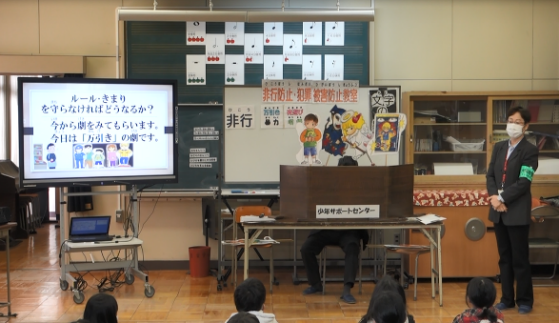 ルール・きまり
を守らなければどうなるか？
今から劇をみてもらいます。
今日は「万引き」の劇です。
非行防止・犯罪被害防止教室
非行
暴力
少年サポートセンター